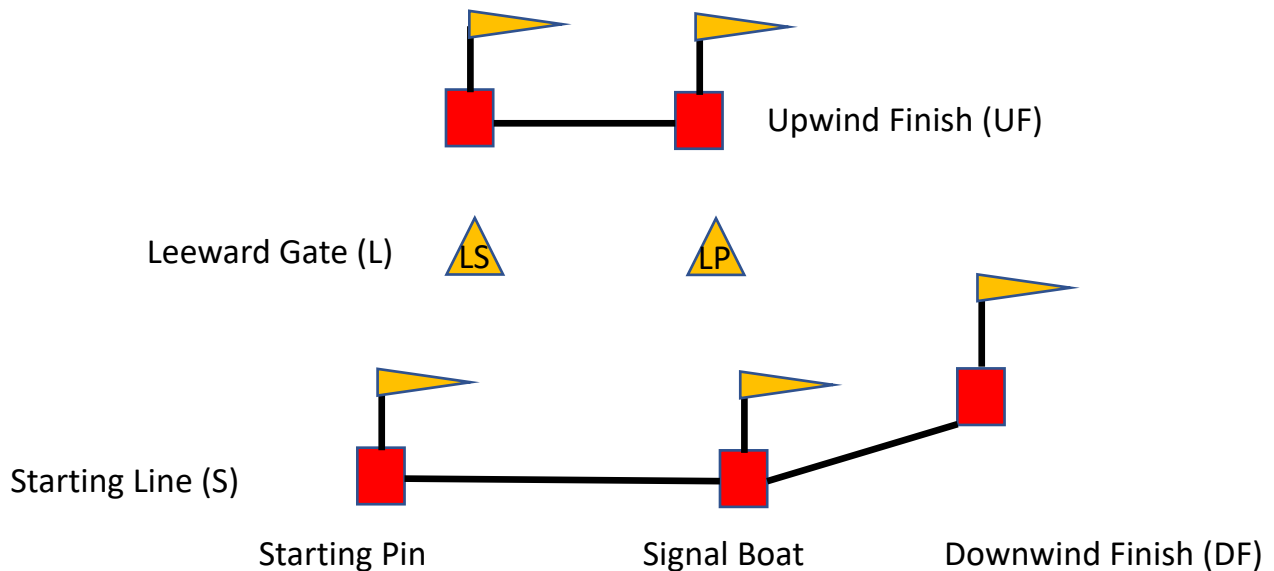 Upwind Finish (UF)
Leeward Gate (L)
LS
LP
Starting Line (S)
Starting Pin
Signal Boat
Downwind Finish (DF)